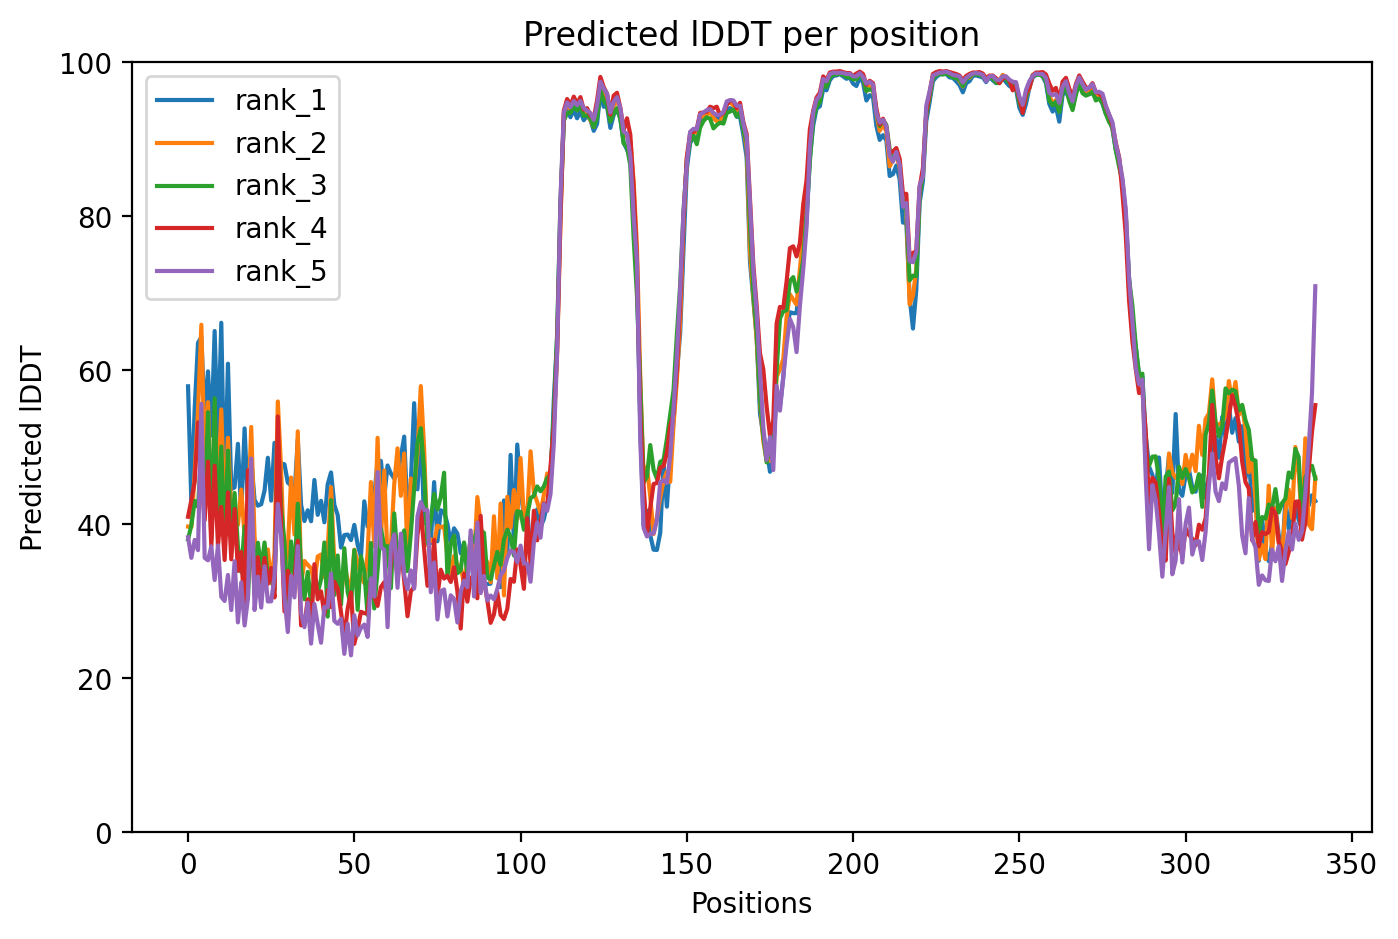 Predicted lDDT per position
100
80
60
40
20
0
Predicted lDDT
rank_1
rank_2
rank_3
rank_4
rank_5
0 50 100 150 200 250 300 350
Positions